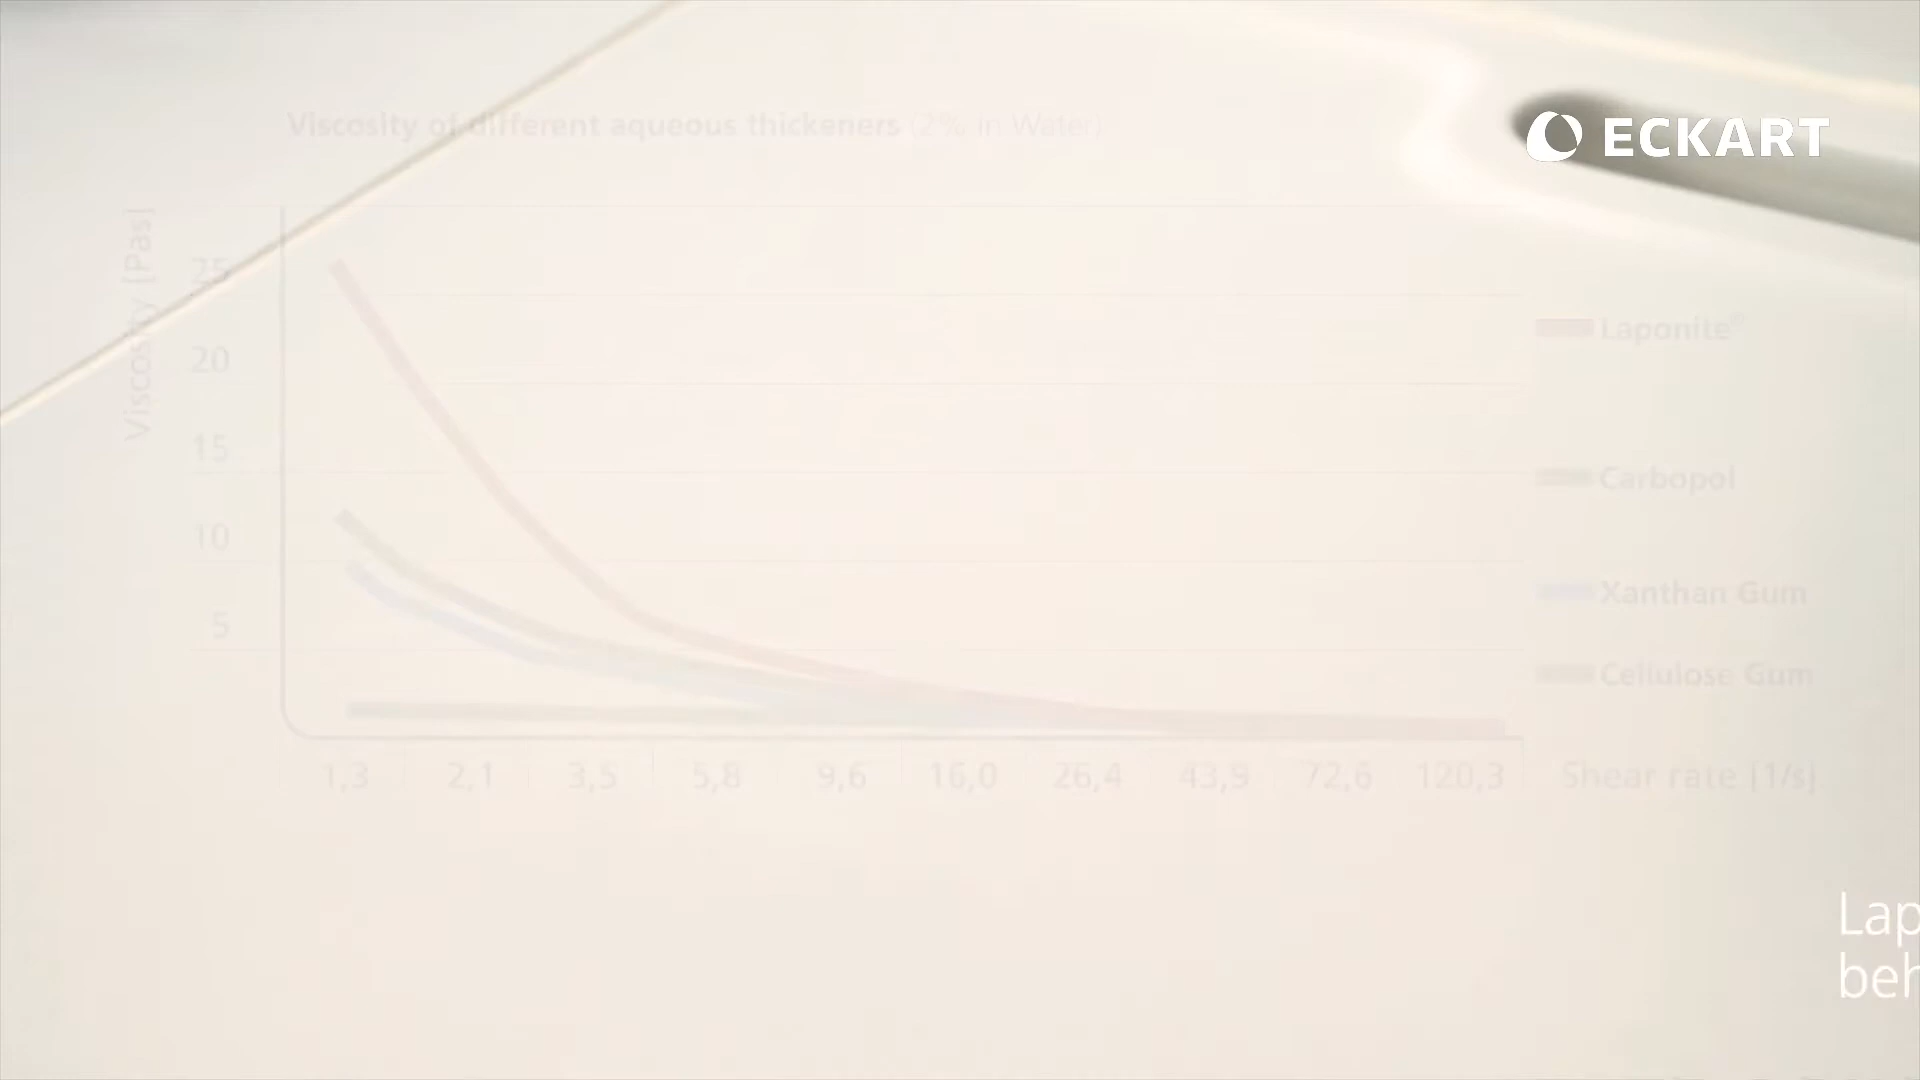 ECKART
Viscosity of different aqueous thickeners (2% in Water)
Viscosity [Pas]
25
20
15
10
5
Laponite®
Carbopol
Xanthan Gum
Cellulose Gum
1,3 2,1 3,5 5,8 9,6 16,0 26,4 43,9 72,6 120,3 Shear rate [1/s]
Lap
beh